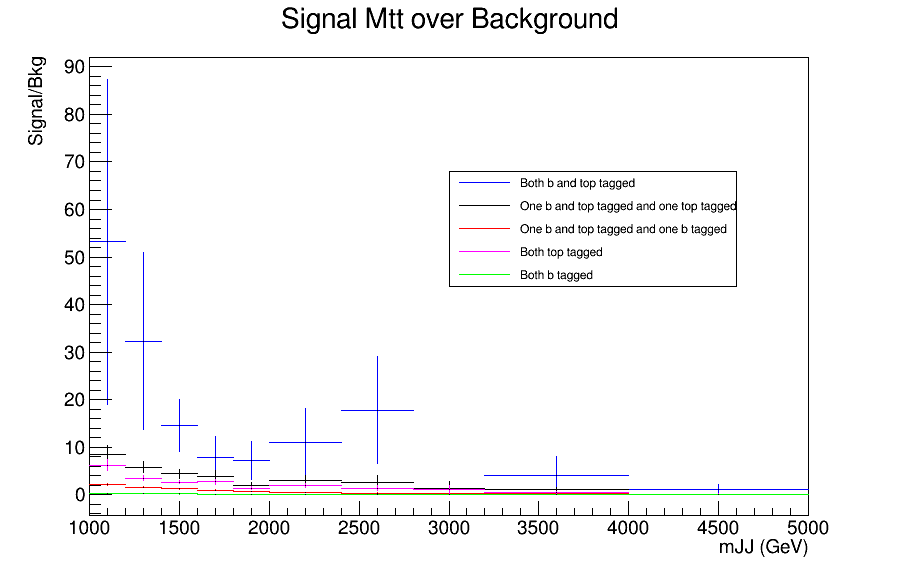 Signal Mtt over Background
Signal/Bkg
90
80
70
60
50
40
30
20
10
0
Both b and top tagged
One b and top tagged and one top tagged
One b and top tagged and one b tagged
Both top tagged
Both b tagged
1000 1500 2000 2500 3000 3500 4000 4500 5000
mJJ (GeV)